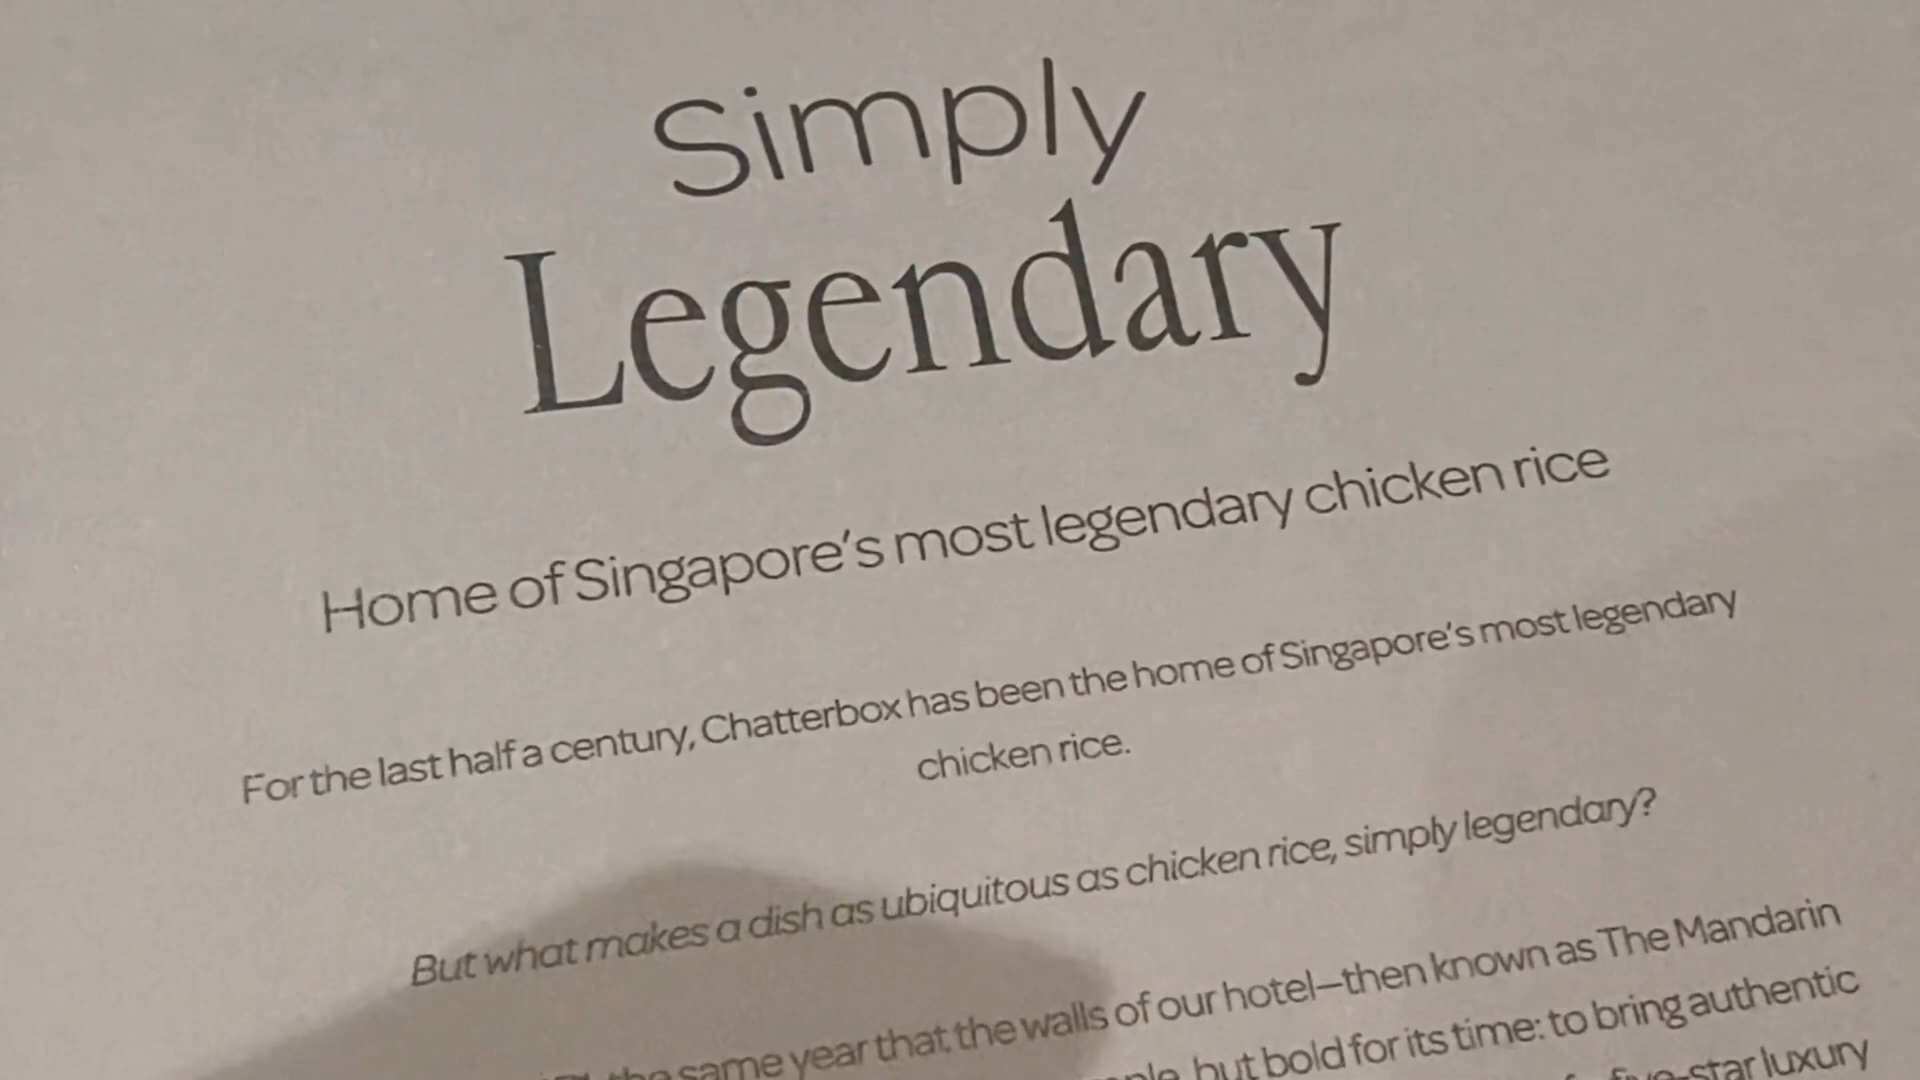 Simply
Legendary
Home of Singapore's most legendary chicken rice
For the last half a century, Chatterbox has been the home of Singapore's most legendary
chicken rice.
But what makes a dish as ubiquitous as chicken rice, simply legendary?
the same year that the walls of our hotel—then known as The Mandarin
but bold for its time: to bring authentic
five-star luxury